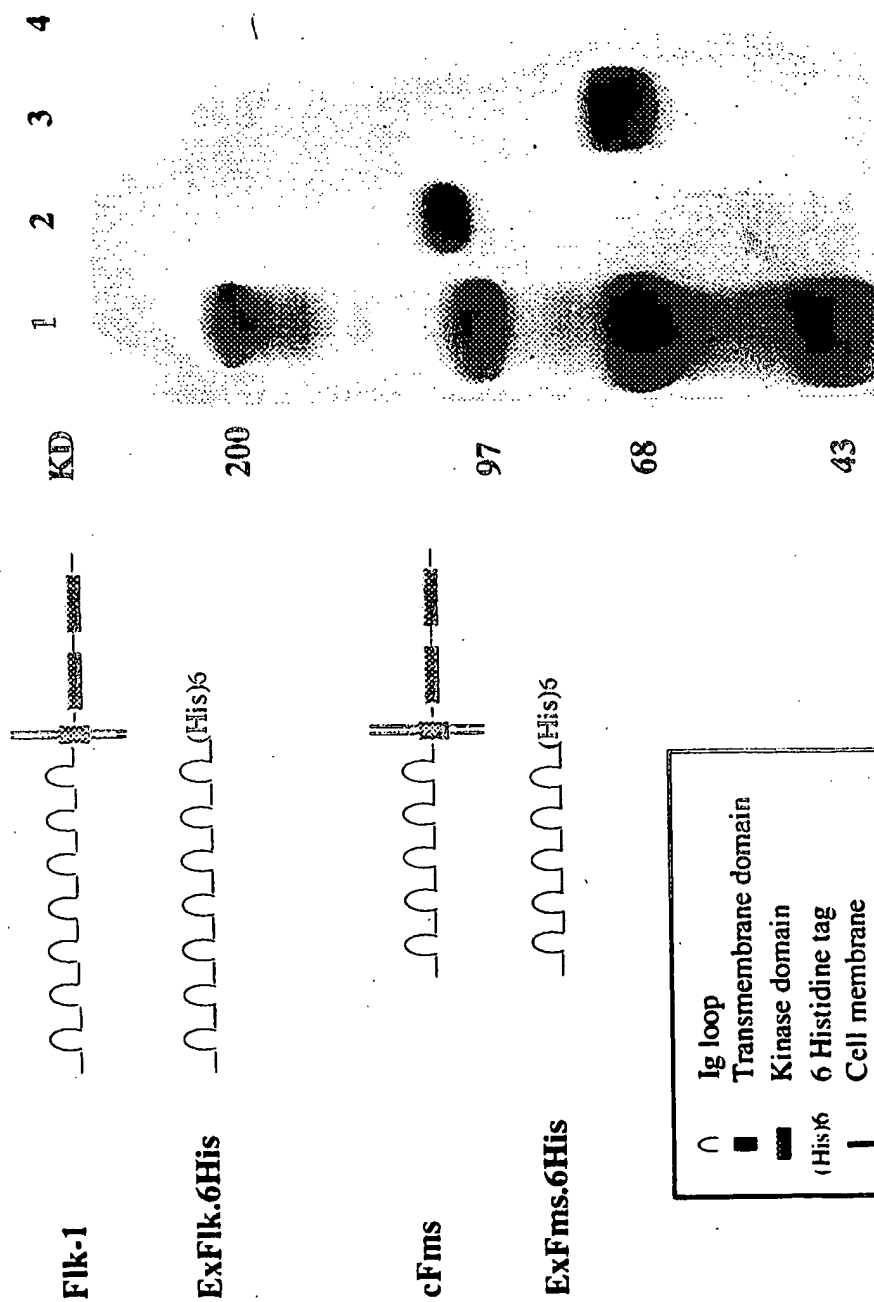 Flk-1
ExFlk.6His
(His)6
cFms
ExFms.6His
(His)6
Ig loop
Transmembrane domain
Kinase domain
(His)6 6 Histidine tag
Cell membrane
KD 1 2 3 4
200
97
68
43